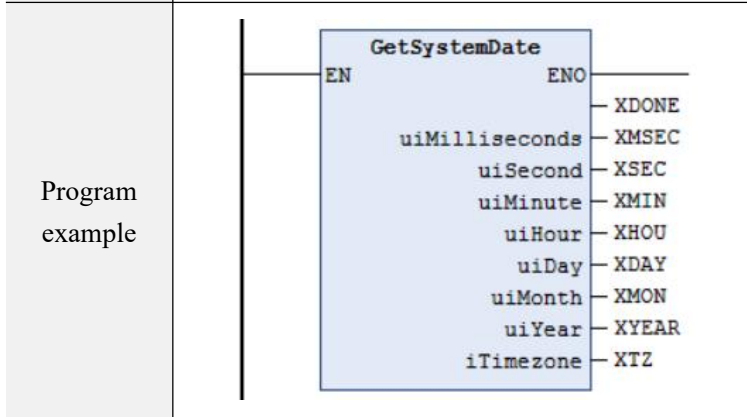 Program
example
GetSystemDate
EN ENO
XDONE
uiMilliseconds XMSEC
uiSecond XSEC
uiMinute XMIN
uiHour XHOU
uiDay XDAY
uiMonth XMON
uiYear XYEAR
iTimezone XTZ